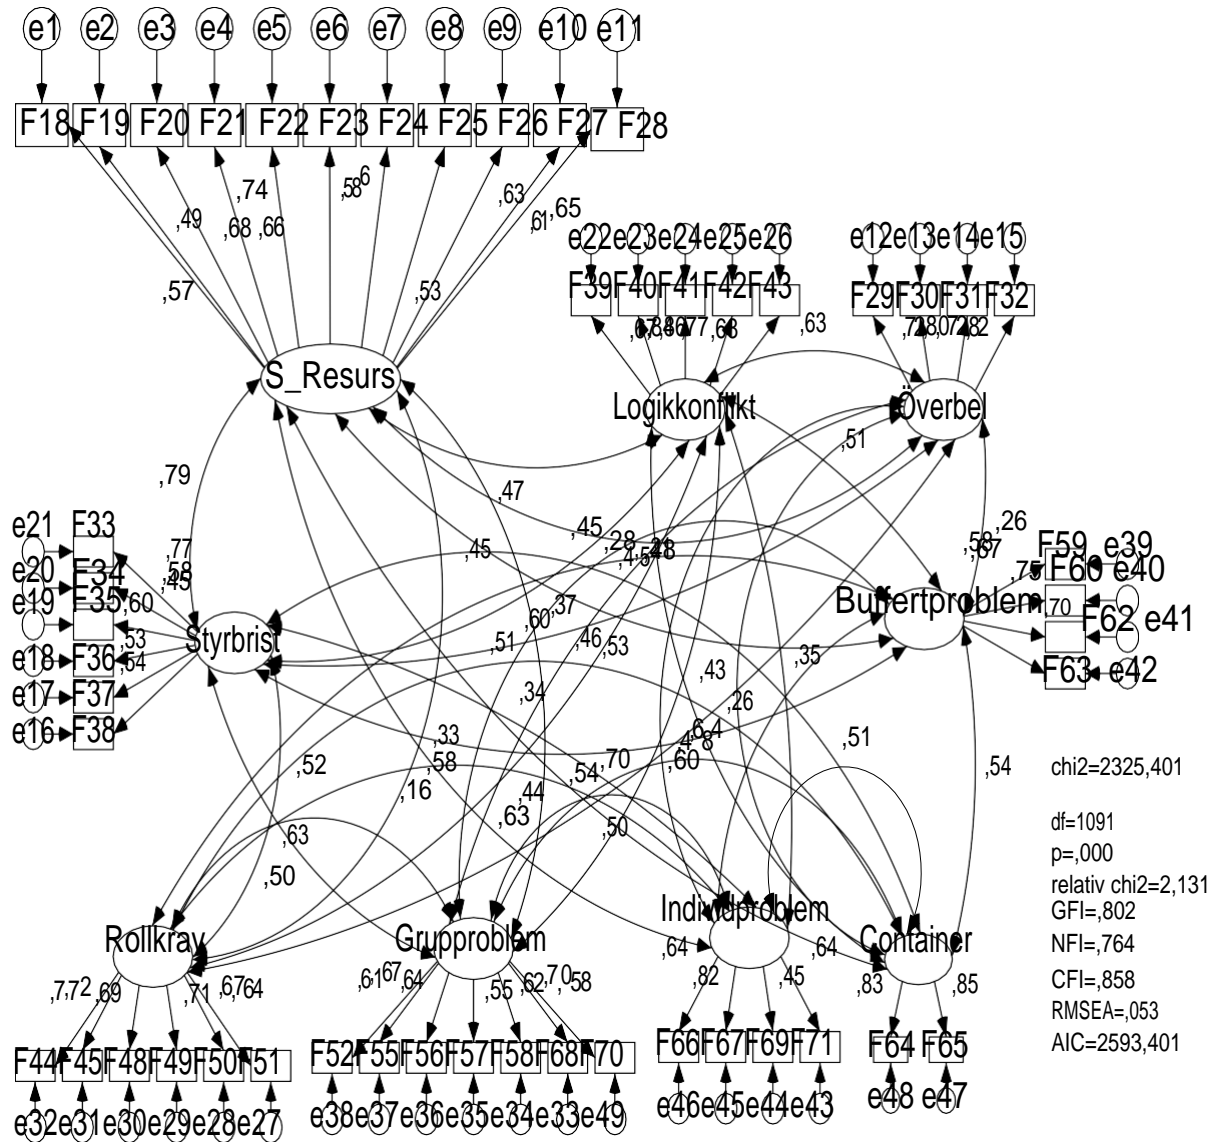 e1 e2 e3 e4 e5 e6 e7 e8 e9 e10 e11
F18 F19 F20 F21 F22 F23 F24 F25 F26 F27 F28
,74 ,63
,49 ,68 ,66 ,65
,57 ,53
e22 e23 e24 e25 e26 e12 e13 e14 e15
F39 F40 F41 F42 F43 F29 F30 F31 F32
,63
S_Resurs
Logikkonflikt Överbel
,51
,79 ,47
,45 ,28 ,26
e21 F33
,77 ,45
e20 F34
F59 e39
F60 e40
e19 F35 ,60
,75
Buffertproblem ,70
,60 ,37
F62 e41
,53
Styrbrist ,51 ,46 ,53 ,35
e18 F36 ,54 ,43
F63 e42
e17 F37 ,34 ,26
e16 F38 ,33 ,51
,52 ,58 ,54 ,70 ,60 ,54
,16 ,44
,63 ,63 ,50
,50
chi2=2325,401
df=1091
p=,000
relativ chi2=2,131
GFI=,802
NFI=,764
CFI=,858
RMSEA=,053
AIC=2593,401
Rollkrav Grupproblem Individproblem Container
,64 ,64
,69 ,71 ,64 ,55 ,62 ,70 ,58 ,82 ,45 ,83 ,85
F44 F45 F48 F49 F50 F51 F52 F55 F56 F57 F58 F68 F70 F66 F67 F69 F71 F64 F65
e32 e31 e30 e29 e28 e27 e38 e37 e36 e35 e34 e33 e49 e46 e45 e44 e43 e48 e47